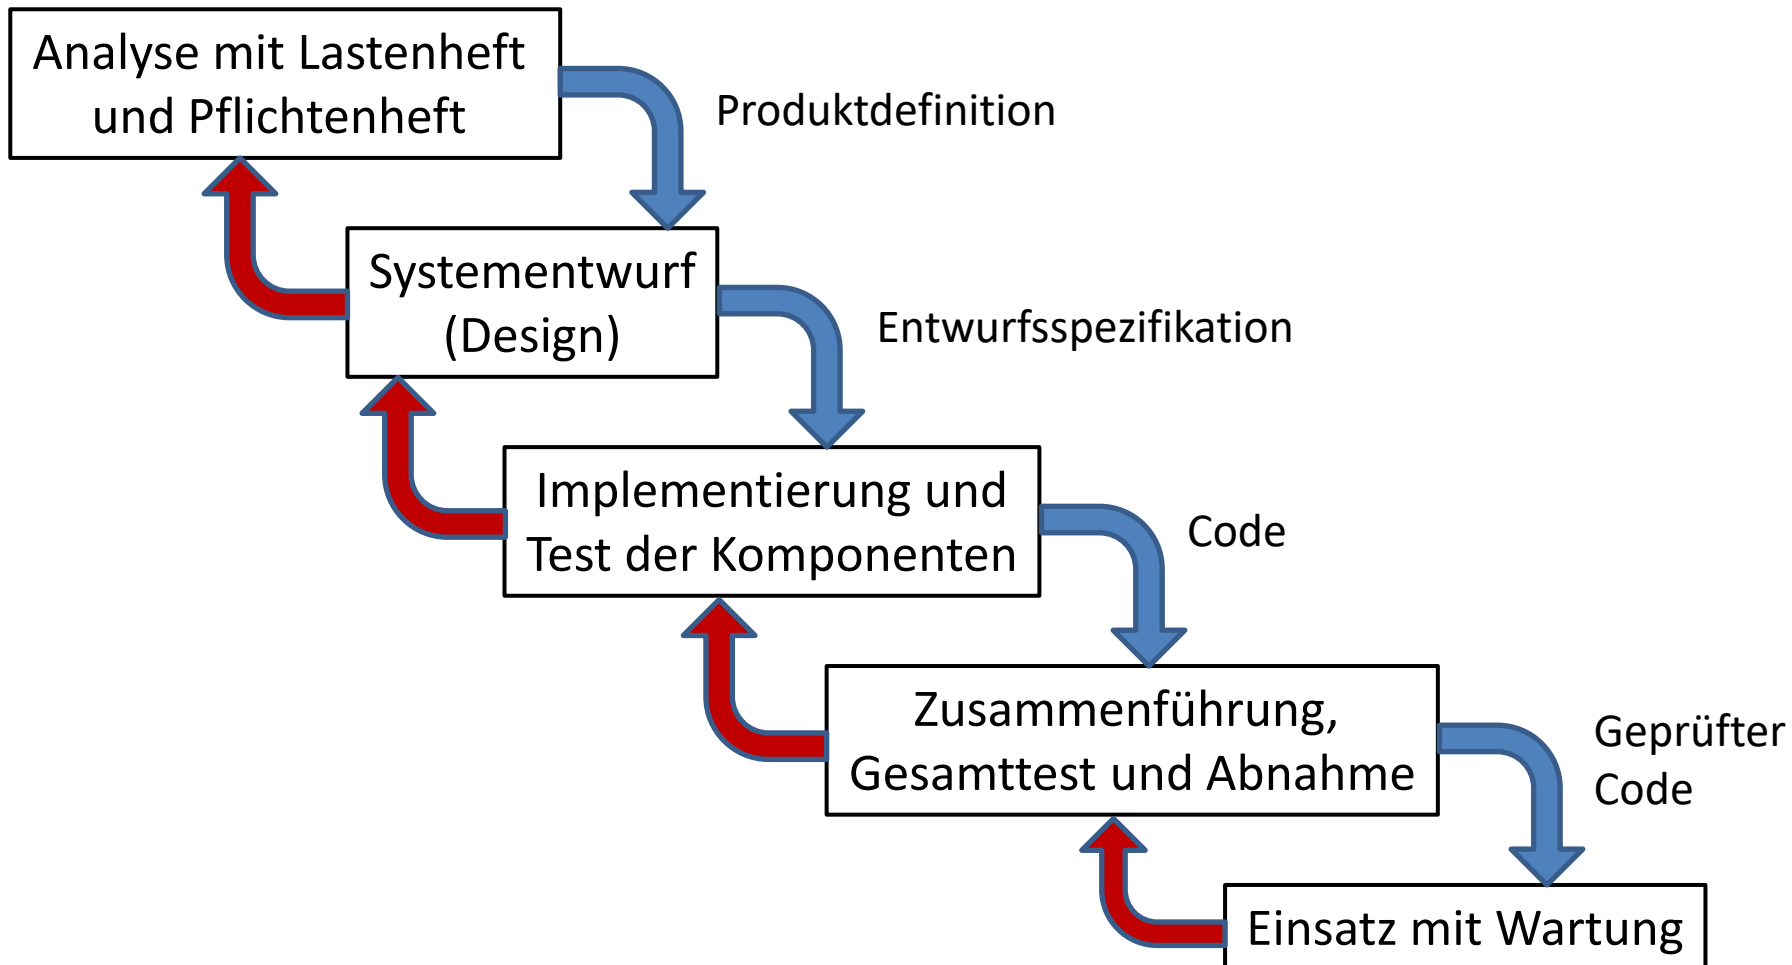 Analyse mit Lastenheft
und Pflichtenheft
Produktdefinition
Systementwurf
(Design)
Entwurfsspezifikation
Implementierung und
Test der Komponenten
Code
Zusammenführung,
Gesamttest und Abnahme
Geprüfter
Code
Einsatz mit Wartung